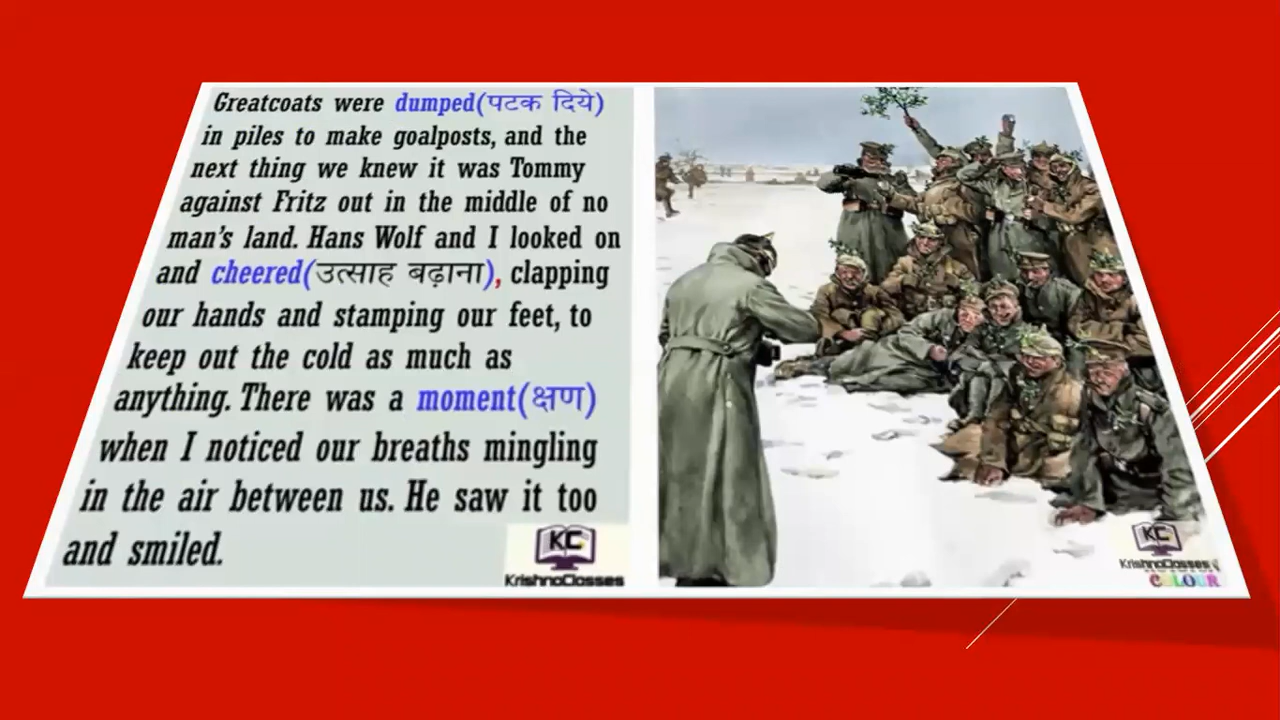 Greatcoats were dumped(पटक दिये)
in piles to make goalposts, and the
next thing we knew it was Tommy
against Fritz out in the middle of no
man's land. Hans Wolf and I looked on
and cheered(उत्साह बढ़ाना), clapping
our hands and stamping our feet, to
keep out the cold as much as
anything. There was a moment(क्षण)
when I noticed our breaths mingling
in the air between us. He saw it too
and smiled.
KC
KrishnaClasses
KC
KrishnaClasses
COLOUR